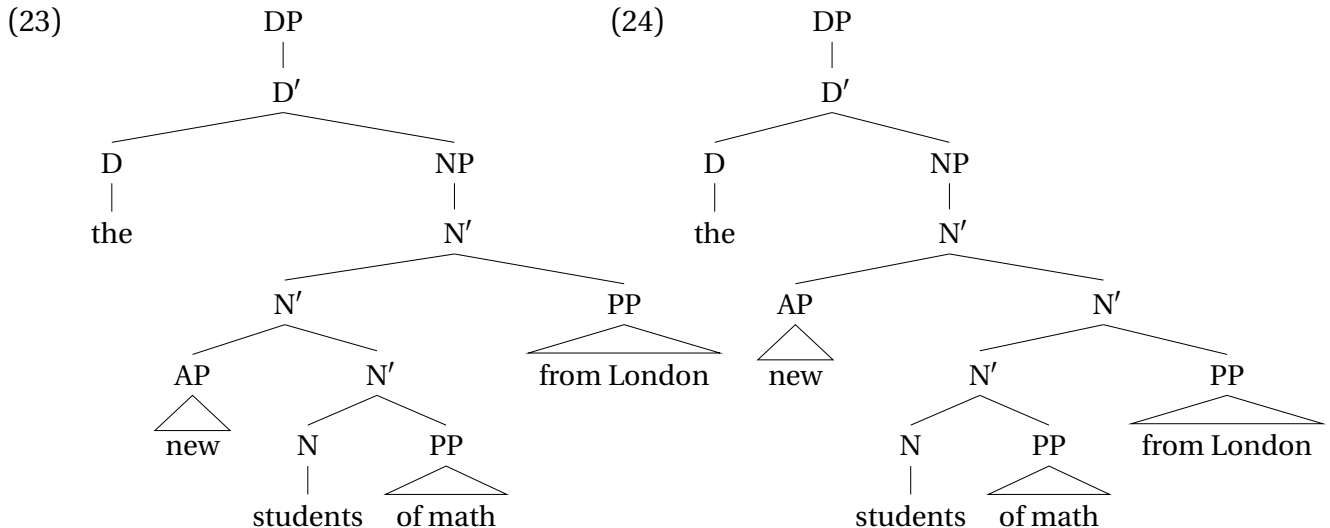 (23) DP (24) DP
D′ D′
D NP D NP
the N′ the N′
N′ PP AP N′
AP N′ from London new N′ PP
new N PP N PP from London
students of math students of math